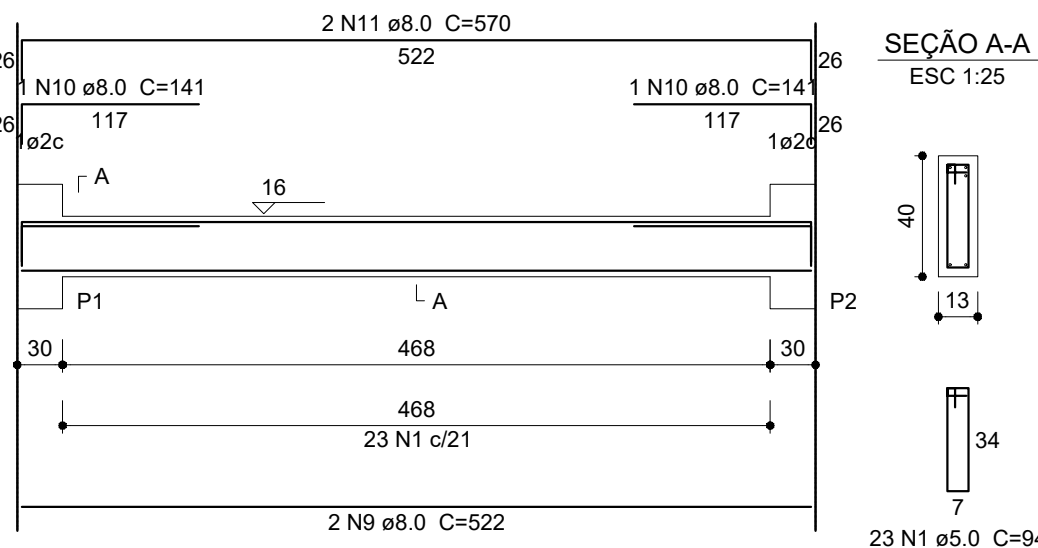 2 N11 ø8.0 C=570
522
26
26
1 N10 ø8.0 C=141
1 N10 ø8.0 C=141
117
117
26
26
1ø2c
1ø2c
A
16
P1
A
P2
30
468
30
468
23 N1 c/21
2 N9 ø8.0 C=522
SEÇÃO A-A
ESC 1:25
40
13
34
7
23 N1 ø5.0 C=94